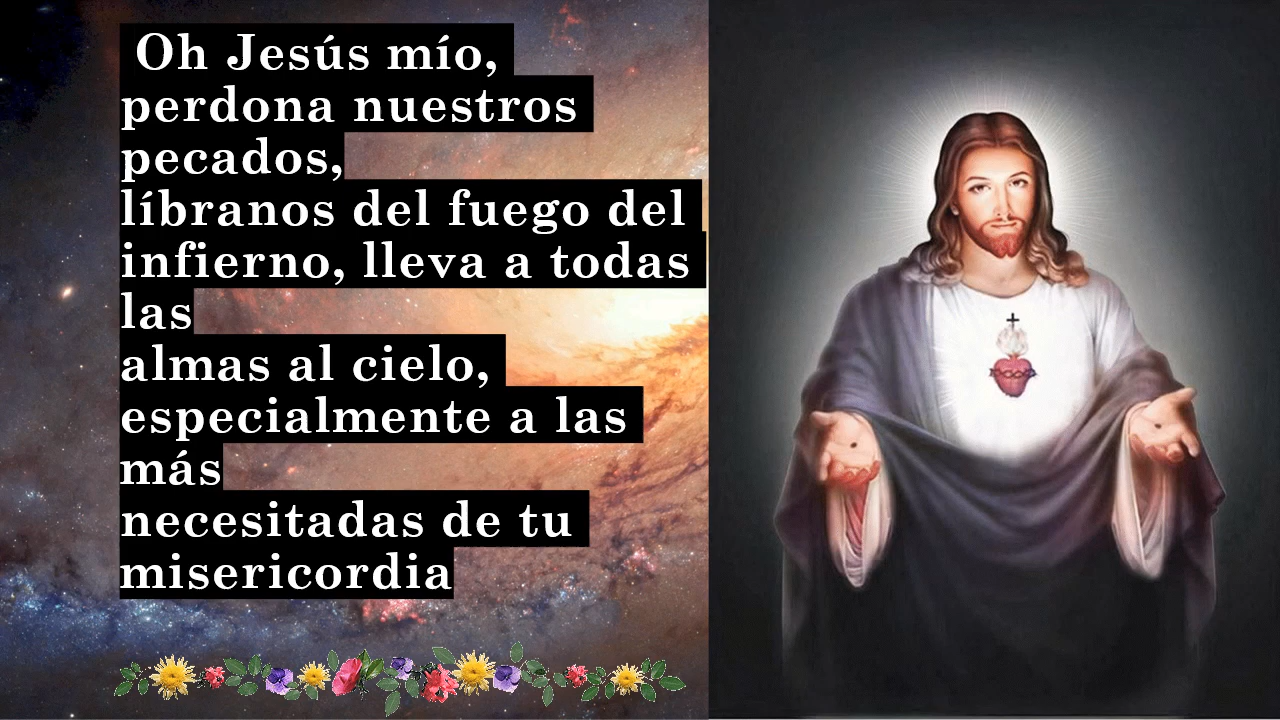 Oh Jesús mío,
perdona nuestros
pecados,
líbranos del fuego del
infierno, lleva a todas
las
almas al cielo,
especialmente a las
más
necesitadas de tu
misericordia